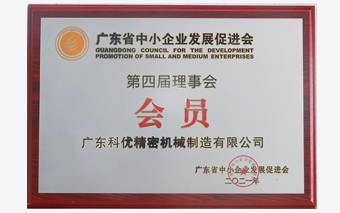 广东省中小企业发展促进会
GUANGDONG COUNCIL FOR THE DEVELOPMENT
PROMOTION OF SMALL AND MEDIUM ENTERPRISES
第四届理事会
会员
广东科优精密机械制造有限公司
广东省中小企业发展促进会
二〇二一年